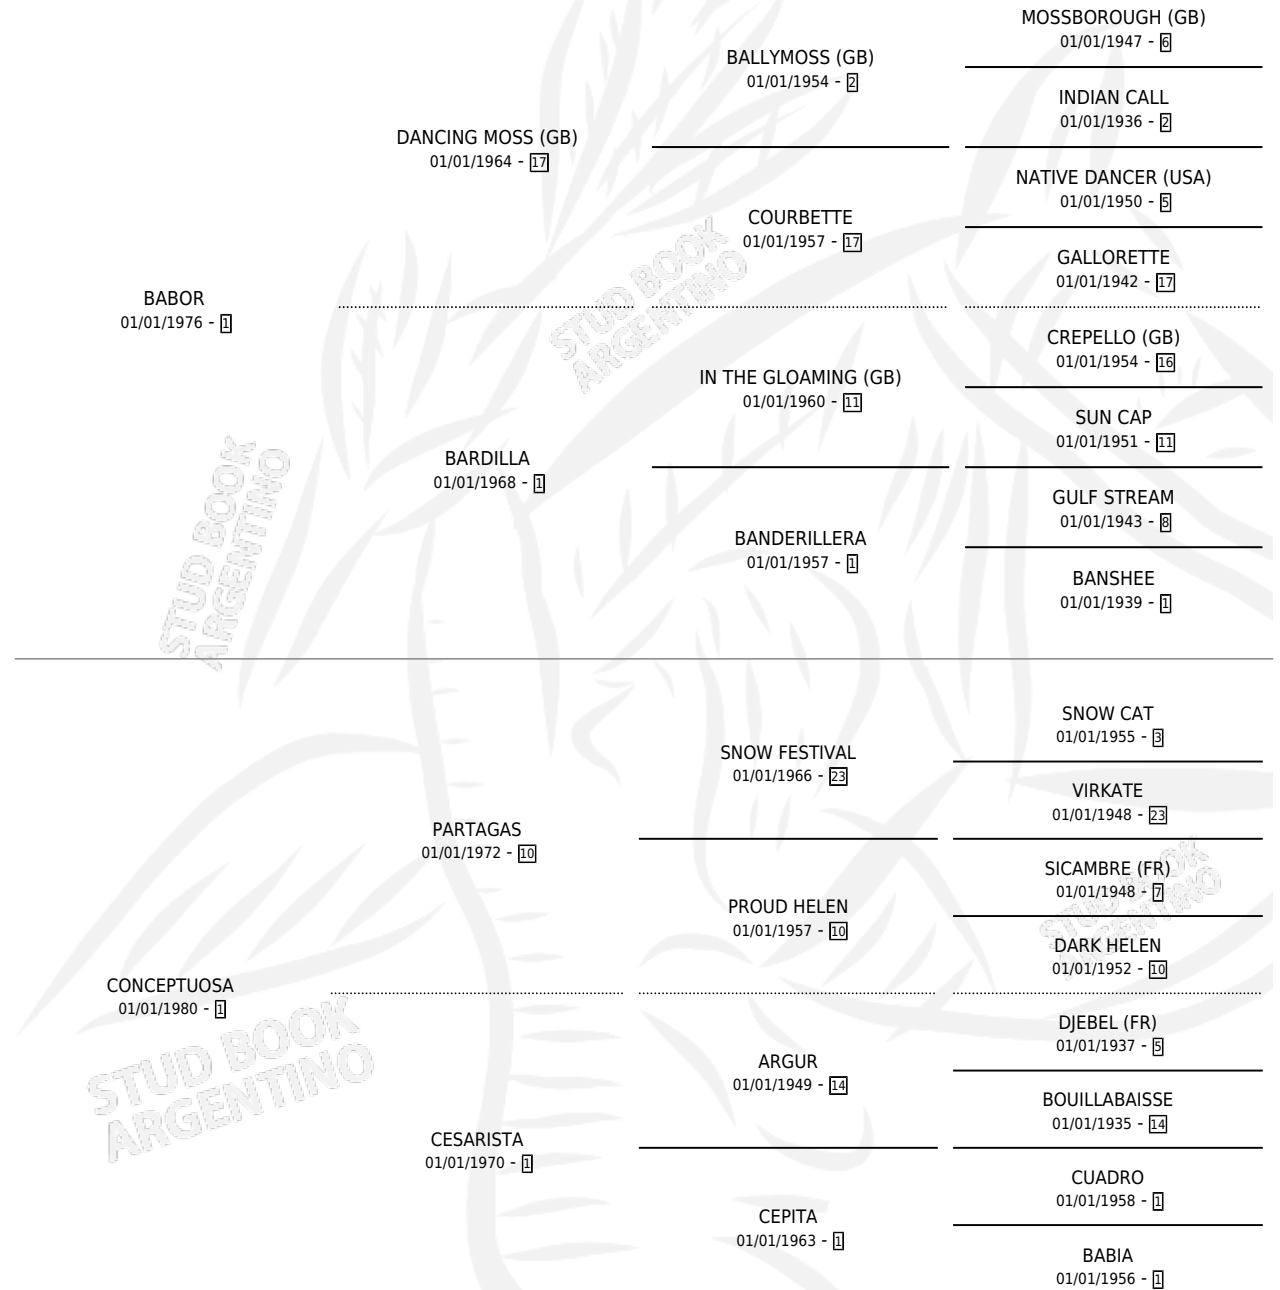 MOSSBOROUGH (GB)
01/01/1947 - 6
BALLYMOSS (GB)
01/01/1954 - 2
INDIAN CALL
01/01/1936 - 2
DANCING MOSS (GB)
01/01/1964 - 17
NATIVE DANCER (USA)
01/01/1950 - 5
COURBETTE
01/01/1957 - 17
GALLORETTE
01/01/1942 - 17
BABOR
01/01/1976 - 1
STUD BOOK
ARGENTINO
CREPELLO (GB)
01/01/1954 - 16
IN THE GLOAMING (GB)
01/01/1960 - 11
SUN CAP
01/01/1951 - 11
BARDILLA
01/01/1968 - 1
GULF STREAM
01/01/1943 - 8
BANDERILLERA
01/01/1957 - 1
BANSHEE
01/01/1939 - 1
STUD BOOK
ARGENTINO
SNOW CAT
01/01/1955 - 3
SNOW FESTIVAL
01/01/1966 - 23
VIRKATE
01/01/1948 - 23
PARTAGAS
01/01/1972 - 10
SICAMBRE (FR)
01/01/1948 - 7
PROUD HELEN
01/01/1957 - 10
DARK HELEN
01/01/1952 - 10
STUD BOOK
ARGENTINO
CONCEPTUOSA
01/01/1980 - 1
DJEBEL (FR)
01/01/1937 - 5
ARGUR
01/01/1949 - 14
BOUILLABAISSE
01/01/1935 - 14
STUD BOOK
ARGENTINO
CESARISTA
01/01/1970 - 1
CUADRO
01/01/1958 - 1
CEPITA
01/01/1963 - 1
BABIA
01/01/1956 - 1